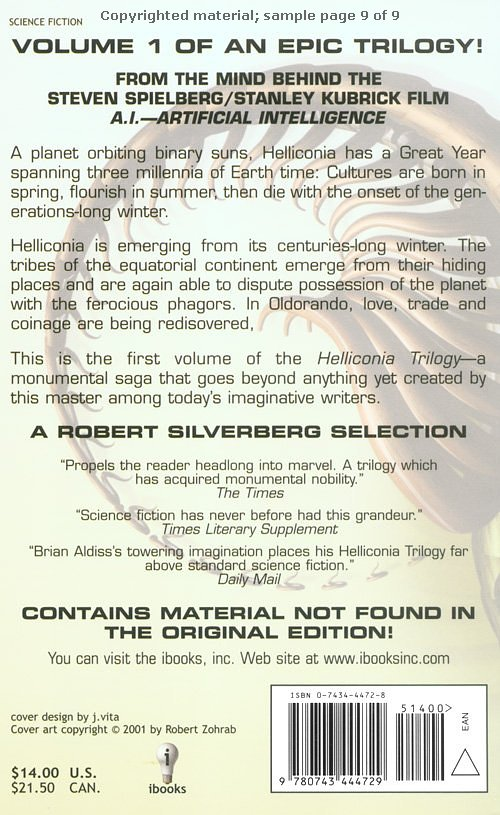 Copyrighted material; sample page 9 of 9
SCIENCE FICTION
VOLUME 1 OF AN EPIC TRILOGY!
FROM THE MIND BEHIND THE
STEVEN SPIELBERG/STANLEY KUBRICK FILM
A.I.—ARTIFICIAL INTELLIGENCE
A planet orbiting binary suns, Helliconia has a Great Year
spanning three millennia of Earth time: Cultures are born in
spring, flourish in summer, then die with the onset of the gen-
erations-long winter.
Helliconia is emerging from its centuries-long winter. The
tribes of the equatorial continent emerge from their hiding
places and are again able to dispute possession of the planet
with the ferocious phagors. In Oldorando, love, trade and
coinage are being rediscovered,
This is the first volume of the Helliconia Trilogy—a
monumental saga that goes beyond anything yet created by
this master among today's imaginative writers.
A ROBERT SILVERBERG SELECTION
“Propels the reader headlong into marvel. A trilogy which
has acquired monumental nobility.”
The Times
“Science fiction has never before had this grandeur.”
Times Literary Supplement
“Brian Aldiss's towering imagination places his Helliconia Trilogy far
above standard science fiction.”
Daily Mail
CONTAINS MATERIAL NOT FOUND IN
THE ORIGINAL EDITION!
You can visit the ibooks, inc. Web site at www.ibooksinc.com
ISBN 0-7434-4472-8
51400>
EAN
9 780743 444729
cover design by j.vita
Cover art copyright © 2001 by Robert Zohrab
i
ibooks
$14.00 U.S.
$21.50 CAN.